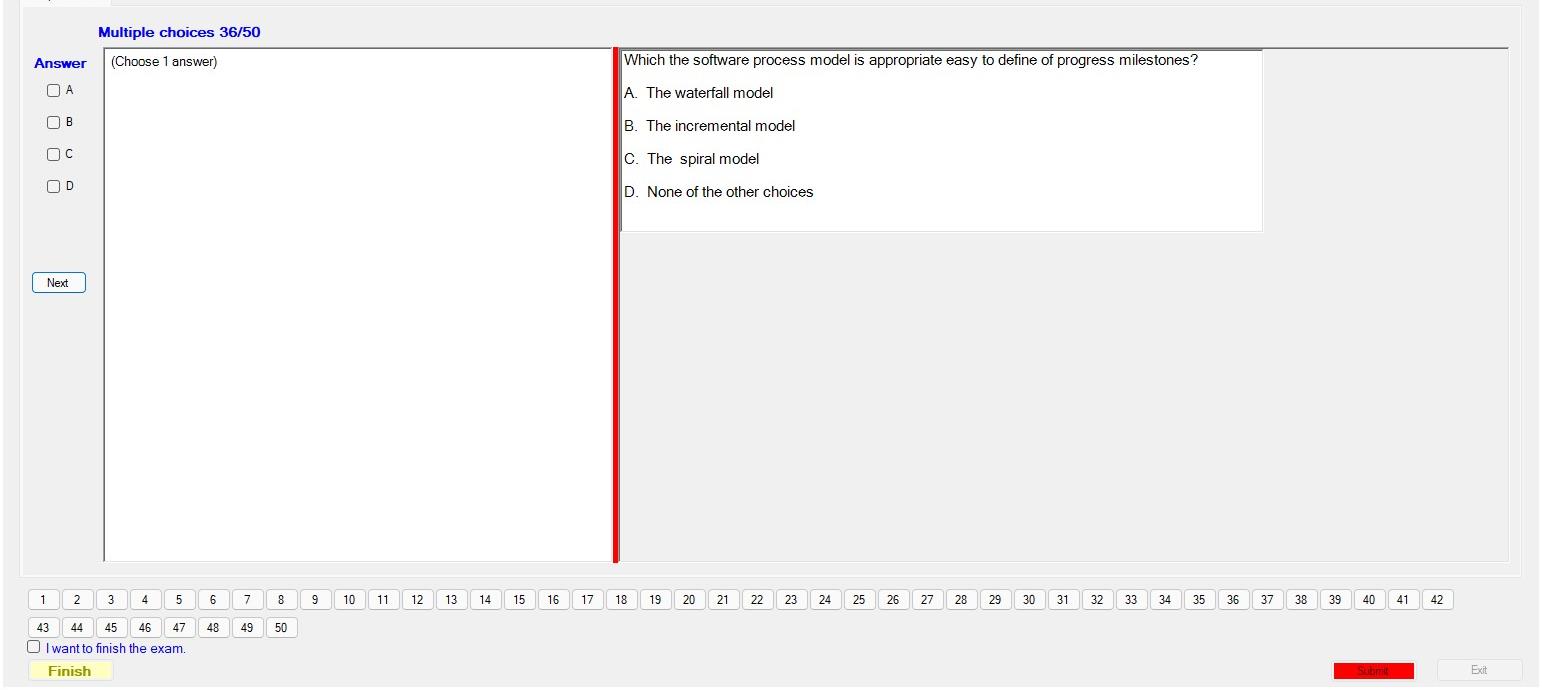 Multiple choices 36/50
Answer
(Choose 1 answer)
A
B
C
D
Next
Which the software process model is appropriate easy to define of progress milestones?
A. The waterfall model
B. The incremental model
C. The spiral model
D. None of the other choices
1 2 3 4 5 6 7 8 9 10 11 12 13 14 15 16 17 18 19 20 21 22 23 24 25 26 27 28 29 30 31 32 33 34 35 36 37 38 39 40 41 42
43 44 45 46 47 48 49 50
I want to finish the exam.
Finish
Submit
Exit